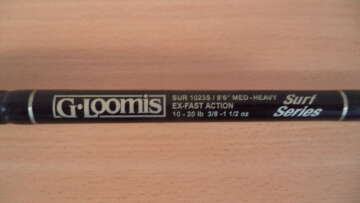 G·Loomis
SUR 1023S / 8'6" MED-HEAVY
EX-FAST ACTION
10 - 20 lb 3/8 -1 1/2 oz
Surf
Series